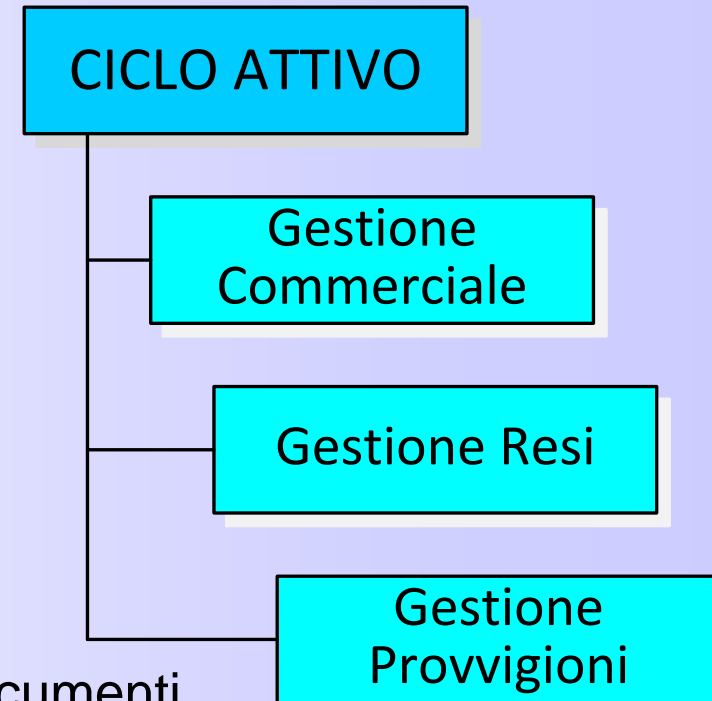 CICLO ATTIVO
Gestione
Commerciale
Gestione Resi
Gestione
Provvigioni